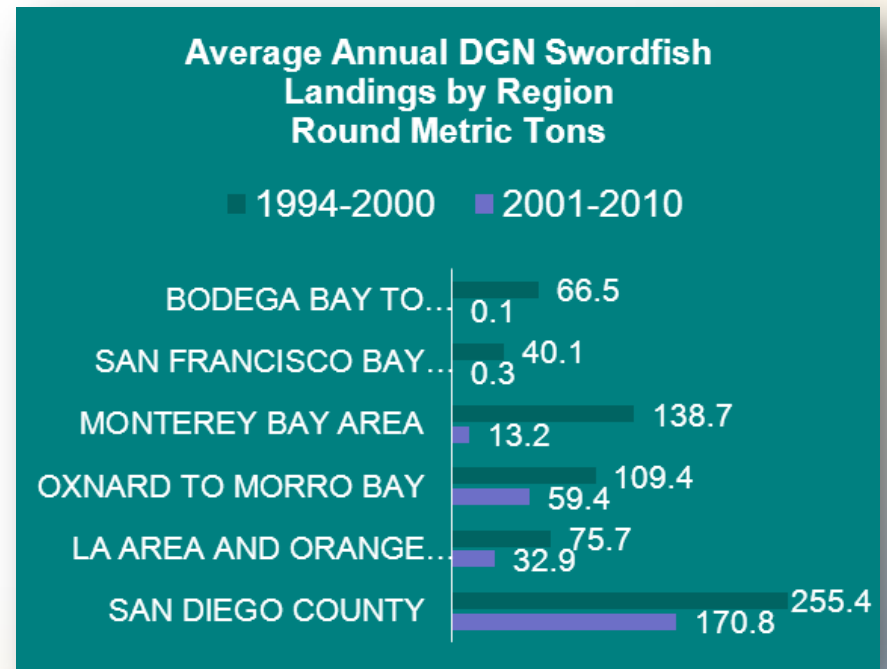 Average Annual DGN Swordfish
Landings by Region
Round Metric Tons
1994-2000 2001-2010
BODEGA BAY TO... 66.5
0.1
SAN FRANCISCO BAY... 40.1
0.3
MONTEREY BAY AREA 138.7
13.2
OXNARD TO MORRO BAY 109.4
59.4
LA AREA AND ORANGE... 75.7
32.9
SAN DIEGO COUNTY 255.4
170.8